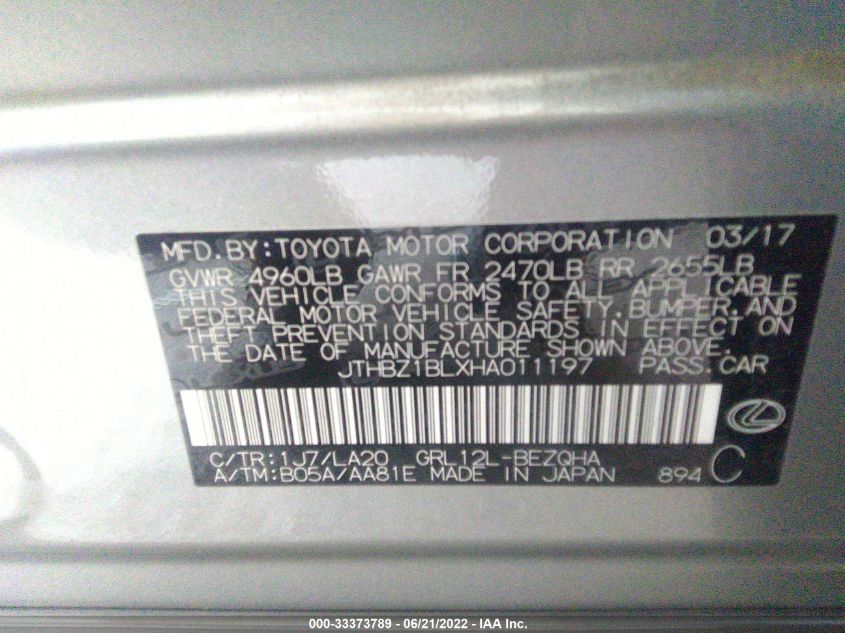 MFD.BY:TOYOTA MOTOR CORPORATION 03/17
GVWR 4960LB GAWR FR 2470LB RR 2655LB
THIS VEHICLE CONFORMS TO ALL APPLICABLE
FEDERAL MOTOR VEHICLE SAFETY,BUMPER,AND
THEFT PREVENTION STANDARDS IN EFFECT ON
THE DATE OF MANUFACTURE SHOWN ABOVE.
JTHBZ1BLXHA011197 PASS.CAR
C/TR:1J7/LA20 GRL12L-BEZQHA
A/TM:B05A/AA81E MADE IN JAPAN 894 C
000-33373789 - 06/21/2022 - IAA Inc.